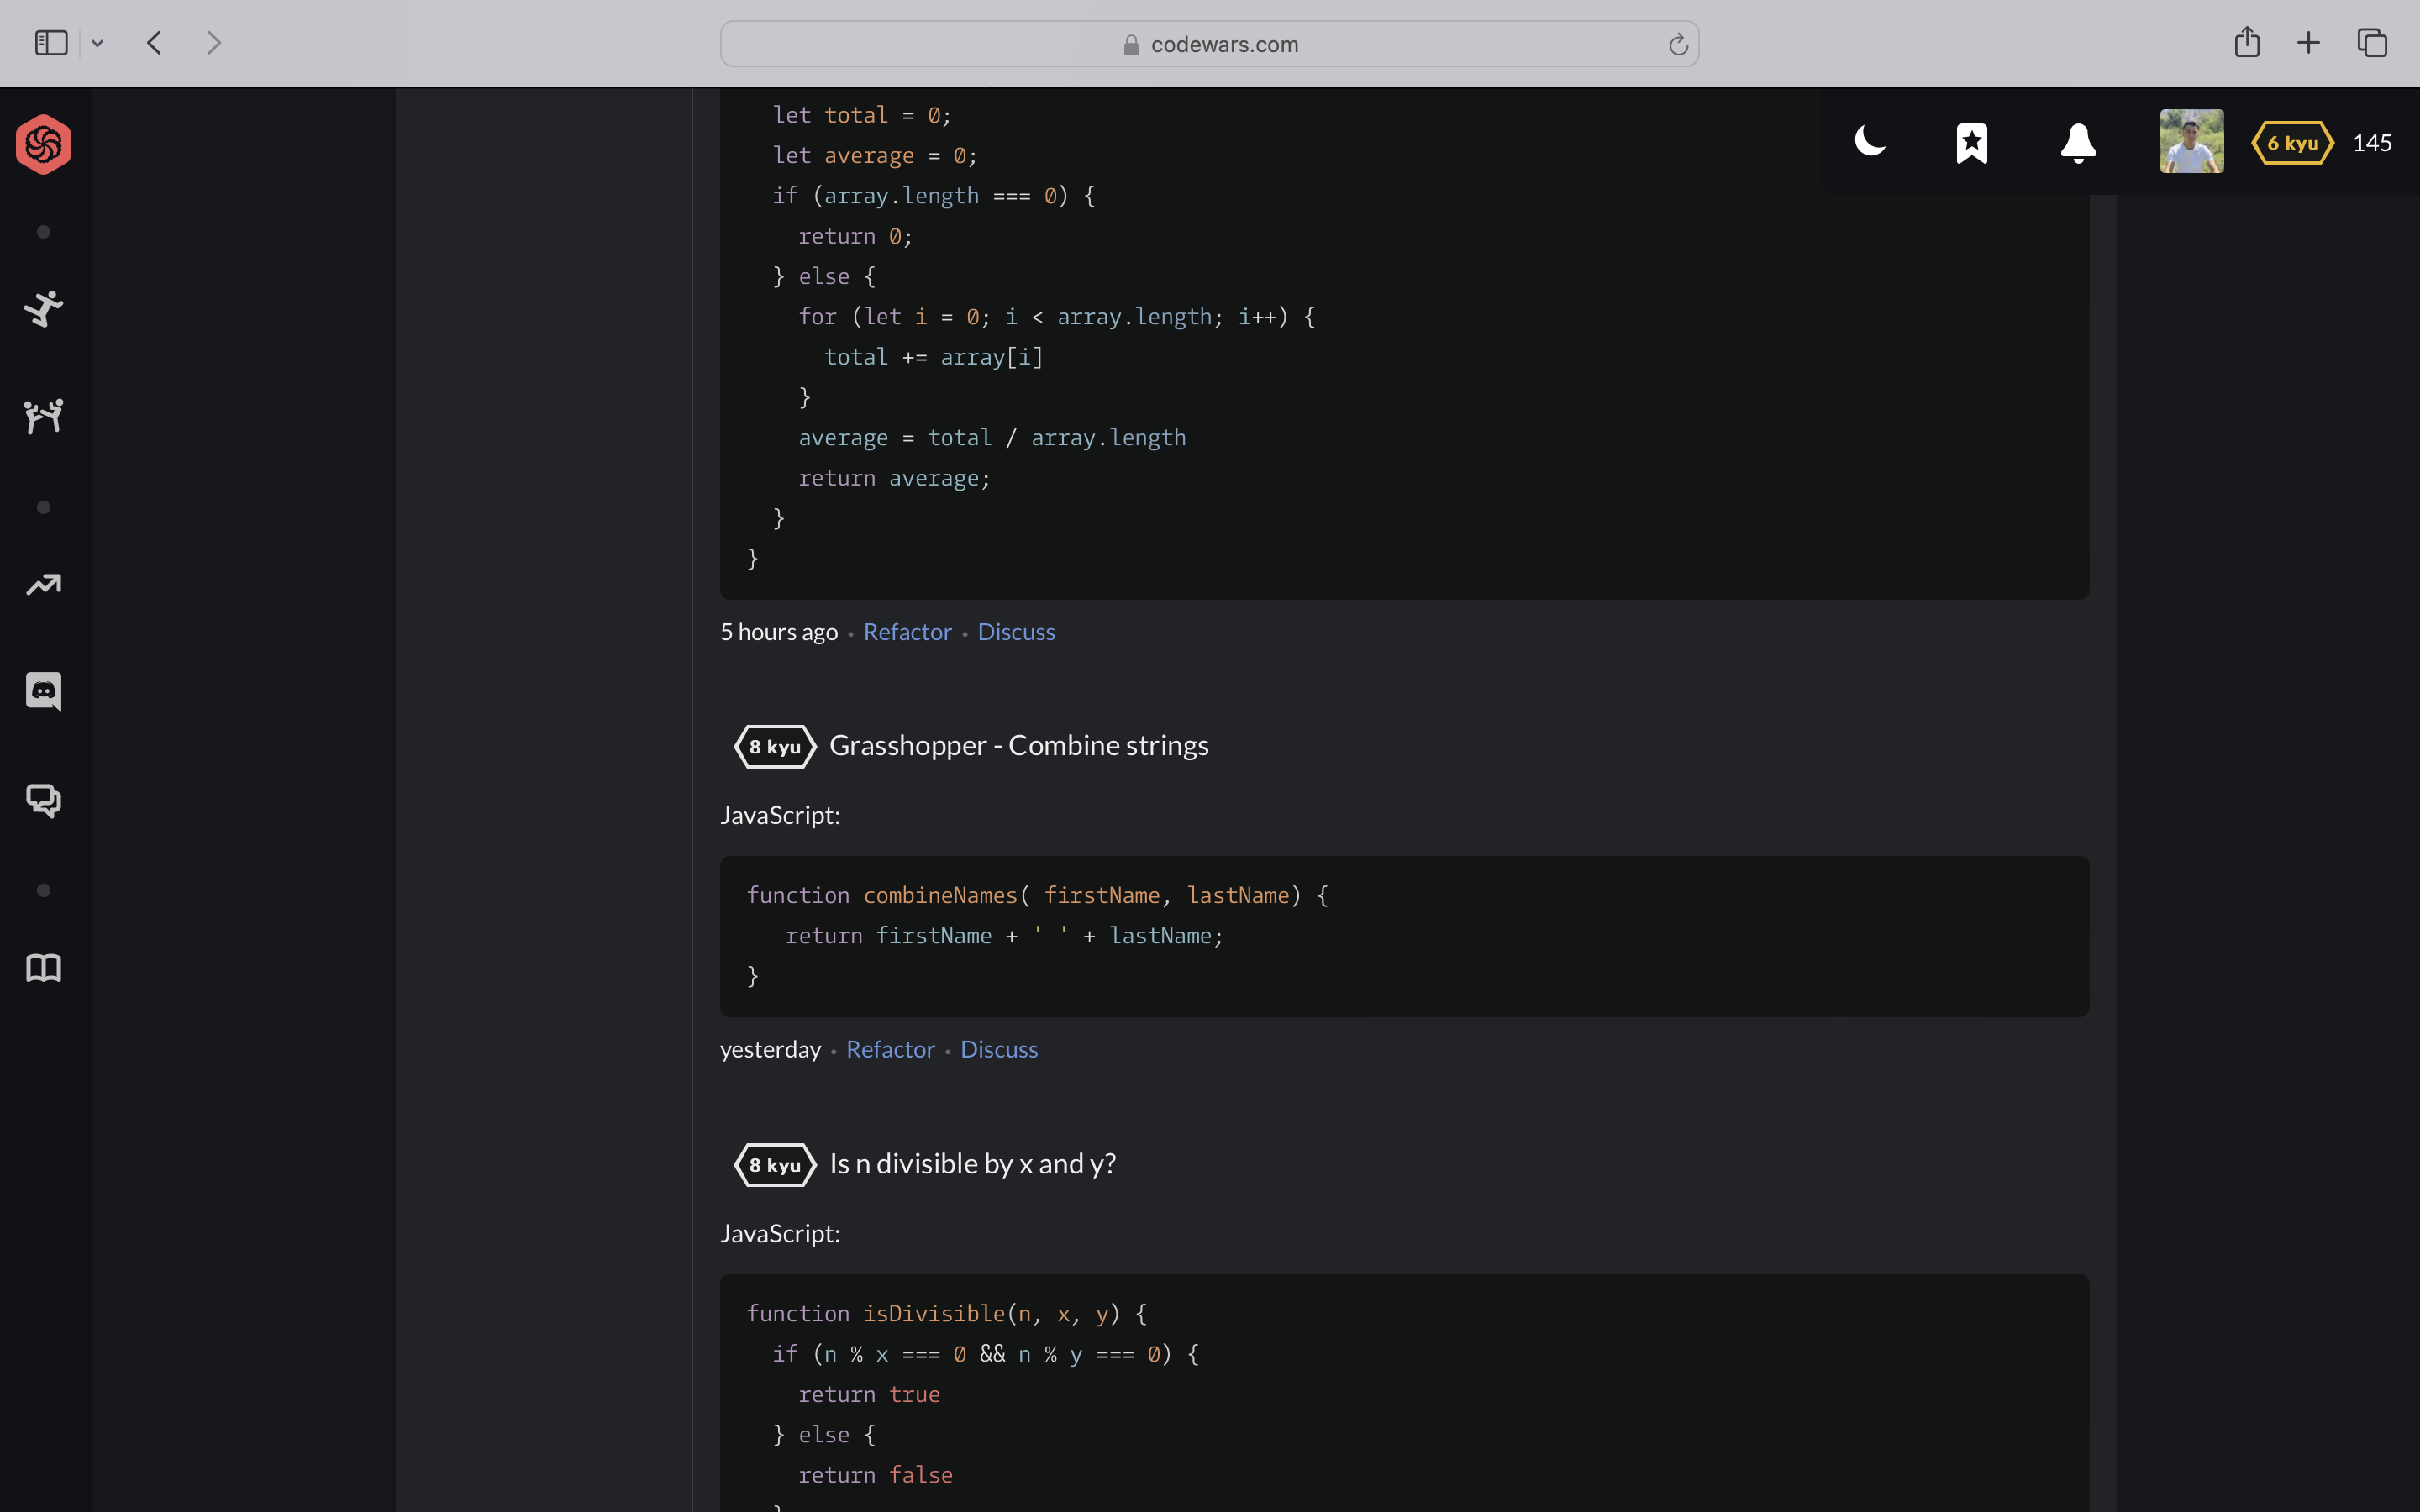 codewars.com
6 kyu 145
let total = 0;
let average = 0;
if (array.length === 0) {
return 0;
} else {
for (let i = 0; i < array.length; i++) {
total += array[i]
}
average = total / array.length
return average;
}
}
5 hours ago • Refactor • Discuss
8 kyu Grasshopper - Combine strings
JavaScript:
function combineNames( firstName, lastName) {
return firstName + ' ' + lastName;
}
yesterday • Refactor • Discuss
8 kyu Is n divisible by x and y?
JavaScript:
function isDivisible(n, x, y) {
if (n % x === 0 && n % y === 0) {
return true
} else {
return false
}